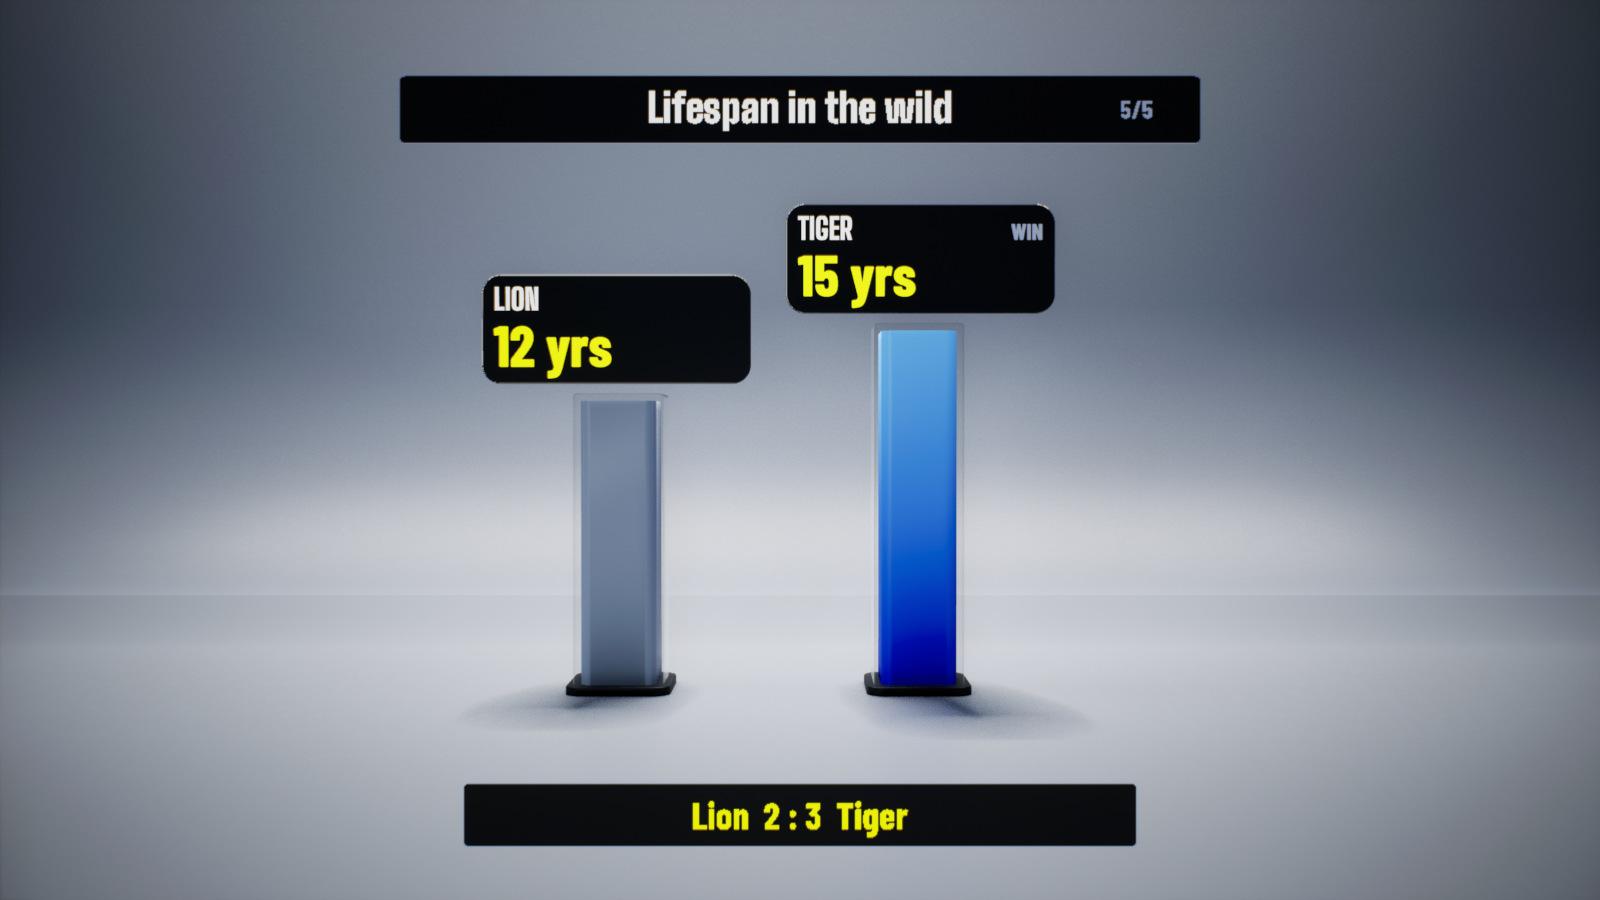 Lifespan in the wild
5/5
TIGER
WIN
15 yrs
LION
12 yrs
Lion 2 : 3 Tiger